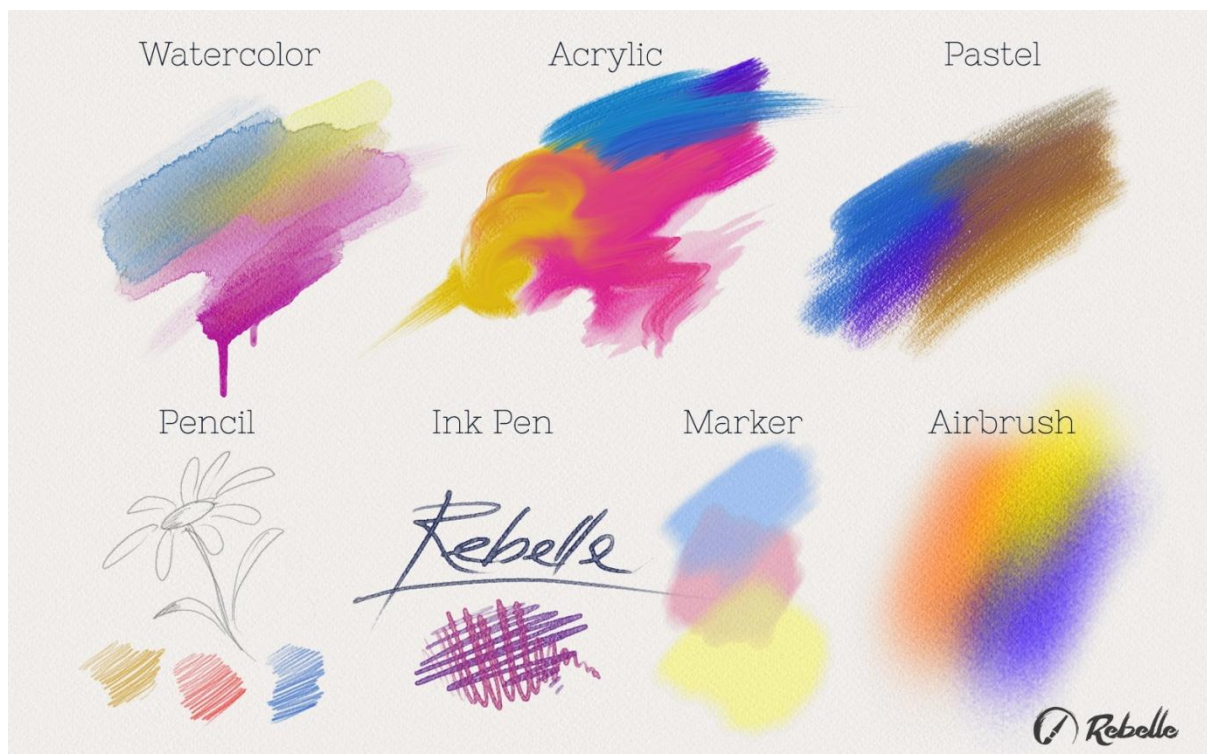 Watercolor
Acrylic
Pastel
Pencil
Ink Pen
Marker
Airbrush
Rebelle
Rebelle